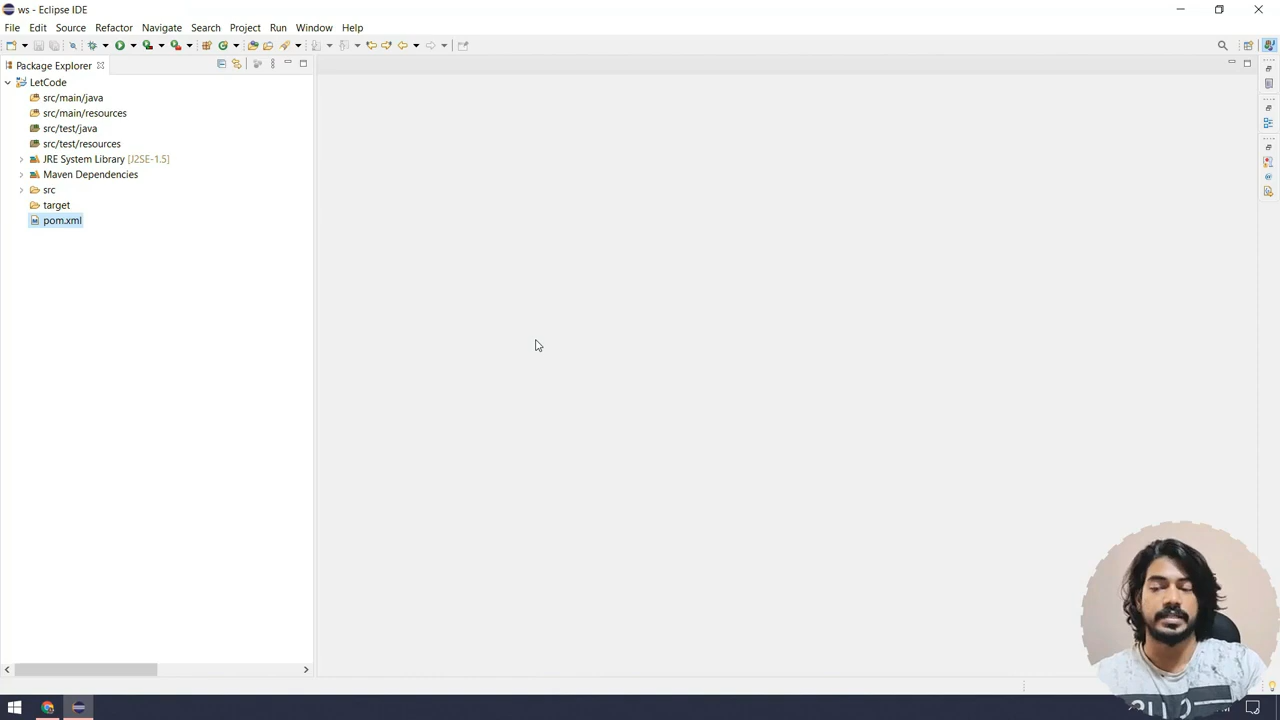 ws - Eclipse IDE
File Edit Source Refactor Navigate Search Project Run Window Help
Package Explorer
LetCode
src/main/java
src/main/resources
src/test/java
src/test/resources
JRE System Library [J2SE-1.5]
Maven Dependencies
src
target
pom.xml